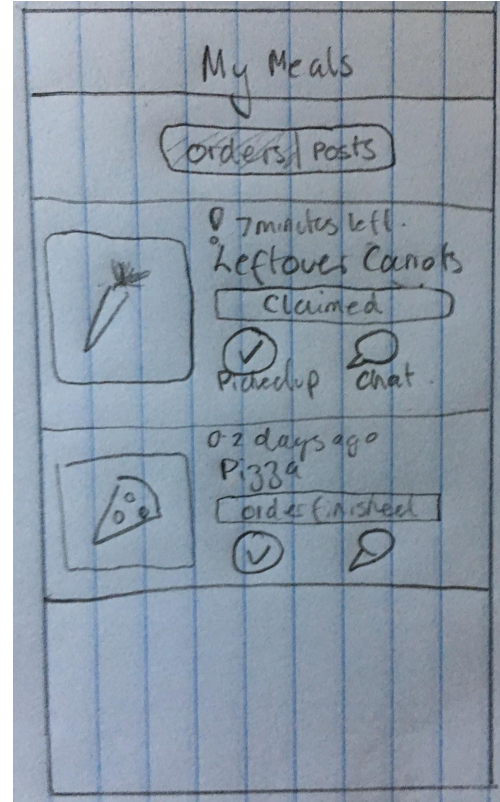 My Meals
orders Posts
7 minutes left.
Leftover Carrots
Claimed
Picked up Chat
2 days ago
Pizza
order finished